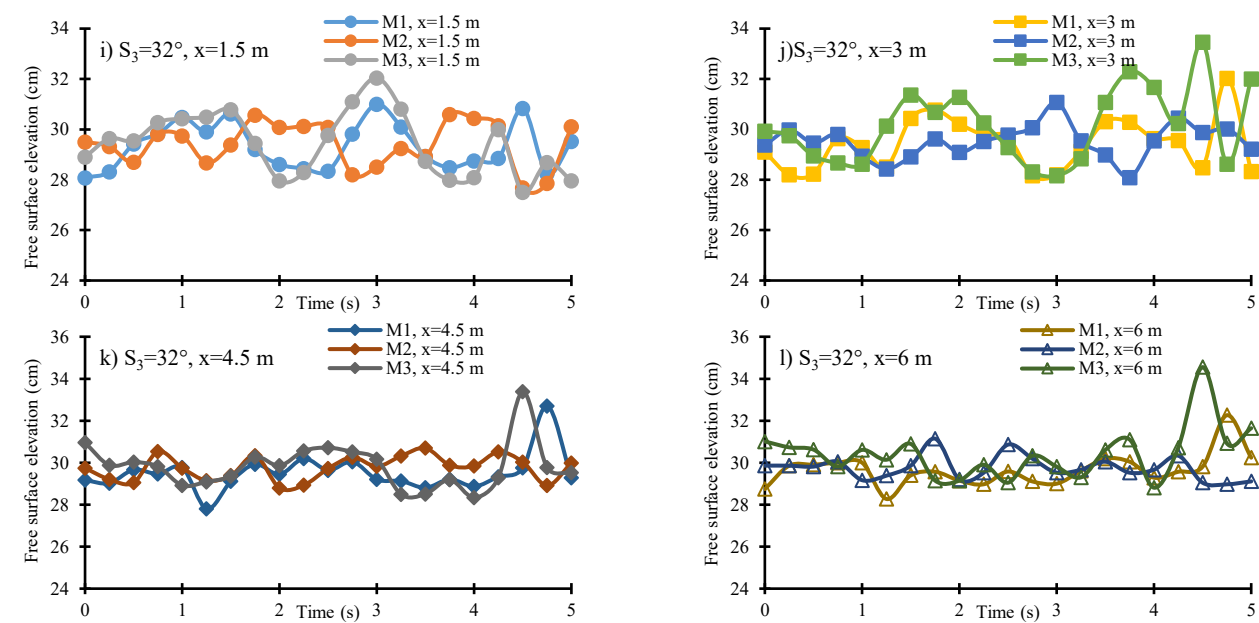 i) S₃=32°, x=1.5 m
M1, x=1.5 m
M2, x=1.5 m
M3, x=1.5 m
Free surface elevation (cm)
34
32
30
28
26
24
0 1 2 3 4 5
Time (s)
j)S₃=32°, x=3 m
M1, x=3 m
M2, x=3 m
M3, x=3 m
Free surface elevation (cm)
34
32
30
28
26
24
0 1 2 3 4 5
Time (s)
k) S₃=32°, x=4.5 m
M1, x=4.5 m
M2, x=4.5 m
M3, x=4.5 m
Free surface elevation (cm)
36
34
32
30
28
26
24
0 1 2 3 4 5
Time (s)
l) S₃=32°, x=6 m
M1, x=6 m
M2, x=6 m
M3, x=6 m
Free surface elevation (cm)
36
34
32
30
28
26
24
0 1 2 3 4 5
Time (s)